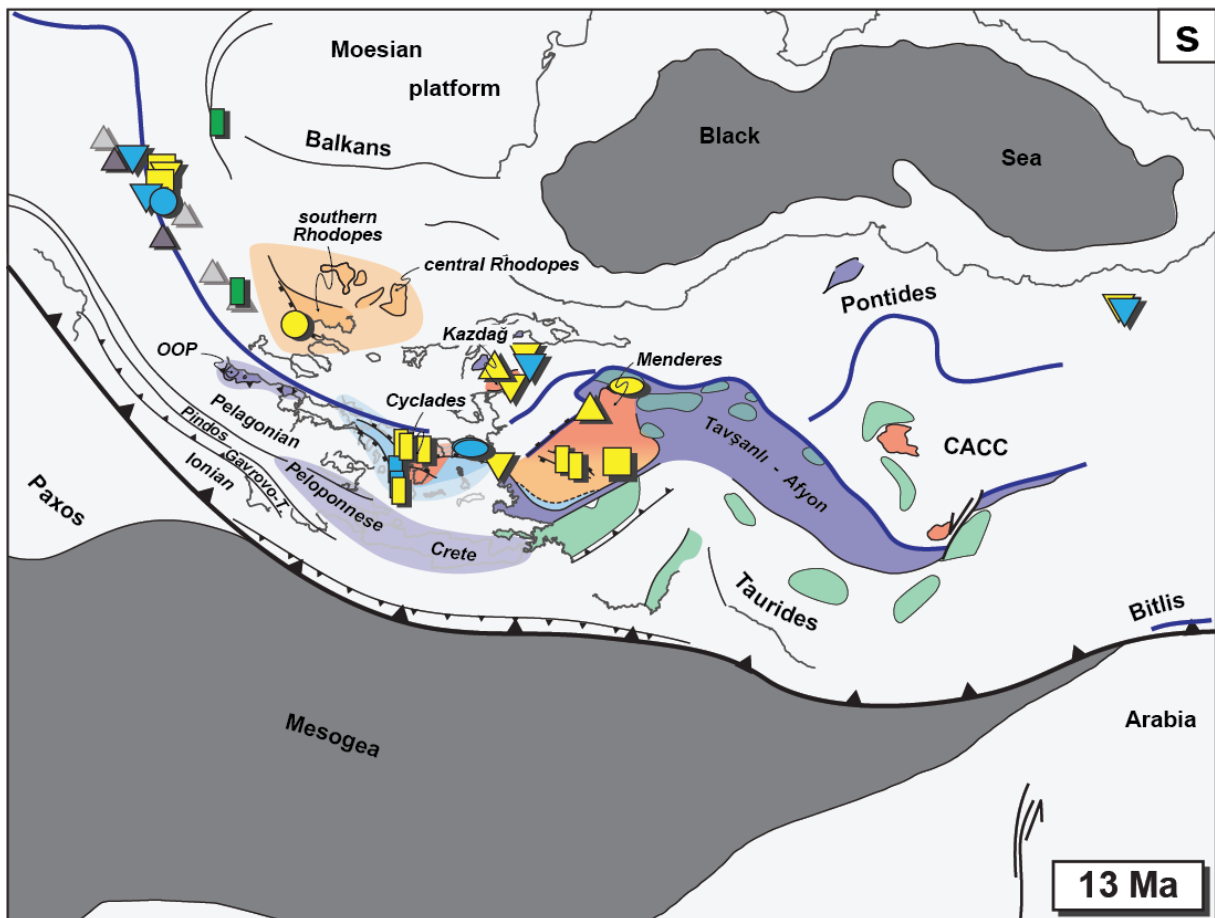 S
Moesian
platform
Balkans
Black
Sea
southern
Rhodopes
central Rhodopes
Pontides
Kazdağ
Menderes
OOP
Cyclades
Pelagonian
Pindos
Gavrovo-T.
Ionian
Peloponnese
Paxos
Crete
Tavşanlı - Afyon
CACC
Taurides
Bitlis
Mesogea
Arabia
13 Ma